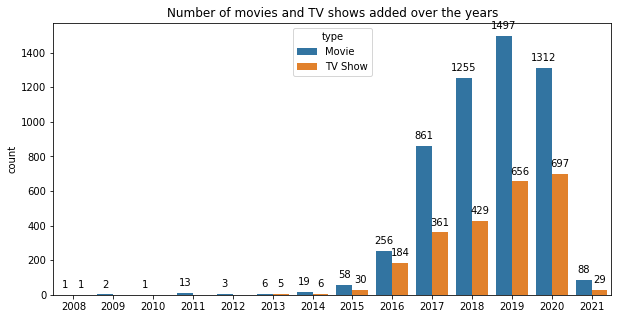 Number of movies and TV shows added over the years
type
Movie
TV Show
count
1400
1200
1000
800
600
400
200
0
1 1 2 1 13 3 6 5 19 6 58 30 256 184 861 361 1255 429 1497 656 1312 697 88 29
2008 2009 2010 2011 2012 2013 2014 2015 2016 2017 2018 2019 2020 2021